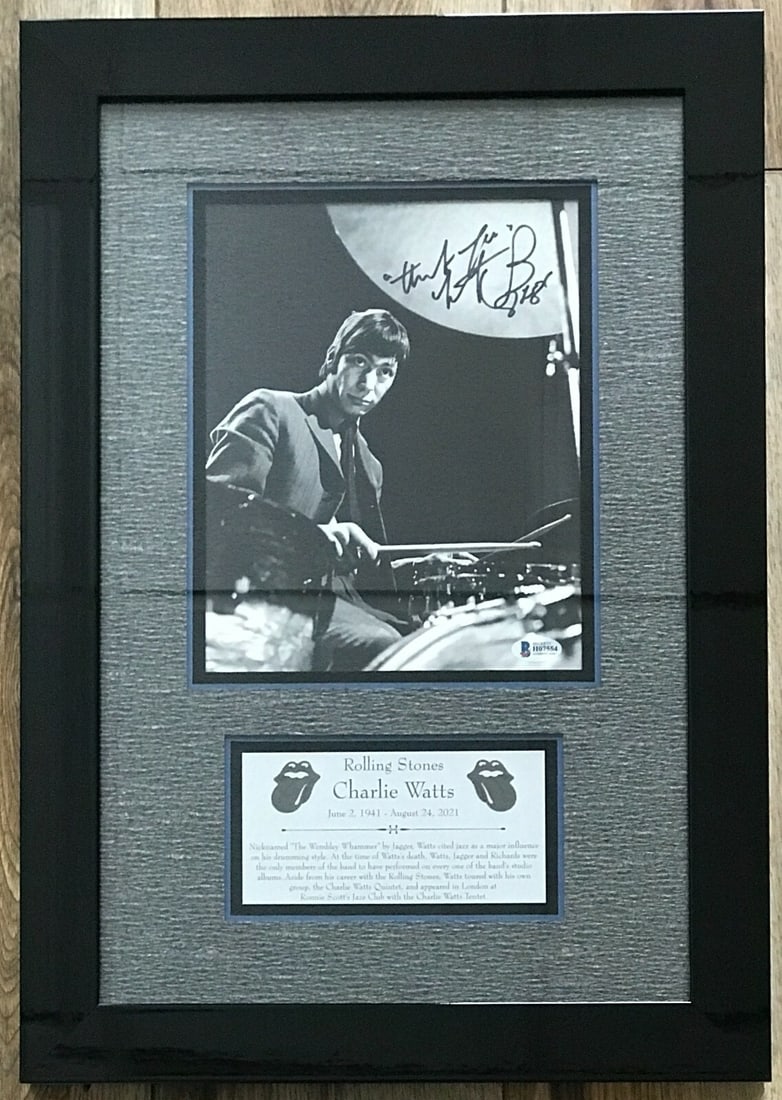 H07554
Rolling Stones
Charlie Watts
June 2, 1941 - August 24, 2021
Nicknamed "The Wembley Whammer" by Jagger, Watts cited jazz as a major influence
on his drumming style. At the time of Watts's death, Watts, Jagger and Richards were
the only members of the band to have performed on every one of the band's studio
albums. Aside from his career with the Rolling Stones, Watts toured with his own
group, the Charlie Watts Quintet, and appeared in London at
Ronnie Scott's Jazz Club with the Charlie Watts Tentet.